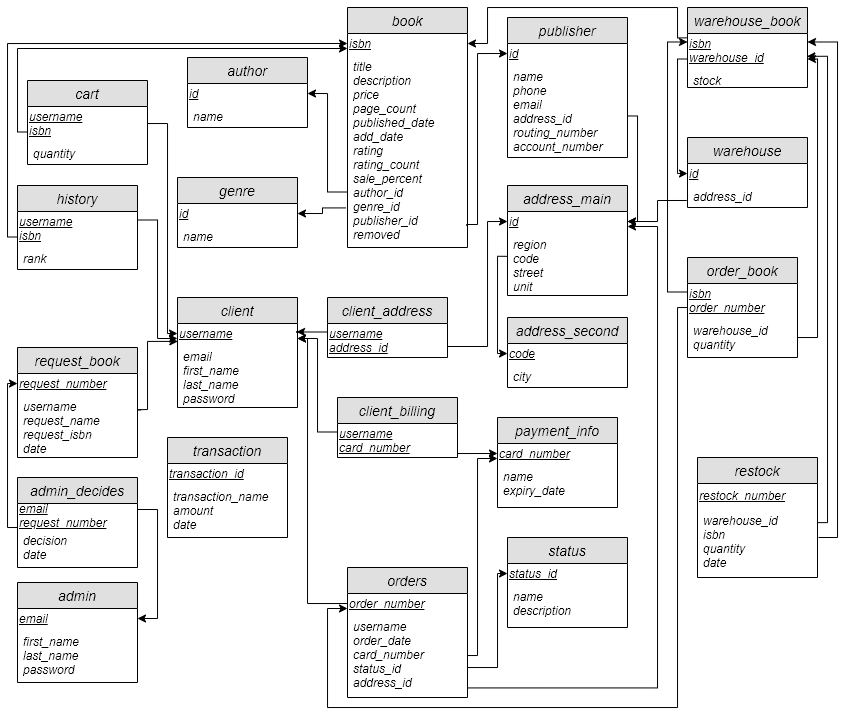 book
isbn
title
description
price
page_count
published_date
add_date
rating
rating_count
sale_percent
author_id
genre_id
publisher_id
removed
publisher
id
name
phone
email
address_id
routing_number
account_number
warehouse_book
isbn
warehouse_id
stock
author
id
name
cart
username
isbn
quantity
warehouse
id
address_id
history
username
isbn
rank
genre
id
name
address_main
id
region
code
street
unit
order_book
isbn
order_number
warehouse_id
quantity
client
username
email
first_name
last_name
password
client_address
username
address_id
address_second
code
city
request_book
request_number
username
request_name
request_isbn
date
client_billing
username
card_number
payment_info
card_number
name
expiry_date
transaction
transaction_id
transaction_name
amount
date
restock
restock_number
warehouse_id
isbn
quantity
date
admin_decides
email
request_number
decision
date
status
status_id
name
description
orders
order_number
username
order_date
card_number
status_id
address_id
admin
email
first_name
last_name
password